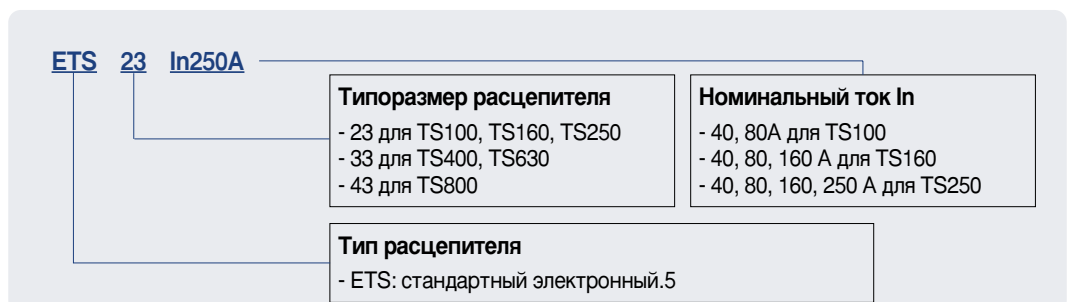 ETS 23 In250A
Типоразмер расцепителя
- 23 для TS100, TS160, TS250
- 33 для TS400, TS630
- 43 для TS800
Номинальный ток In
- 40, 80А для TS100
- 40, 80, 160 А для TS160
- 40, 80, 160, 250 А для TS250
Тип расцепителя
- ETS: стандартный электронный.5